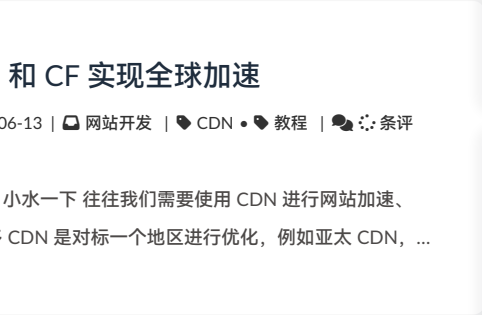 和 CF 实现全球加速
06-13 | 网站开发 | CDN • 教程 | 条评
小水一下 往往我们需要使用 CDN 进行网站加速、
CDN 是对标一个地区进行优化，例如亚太 CDN，...